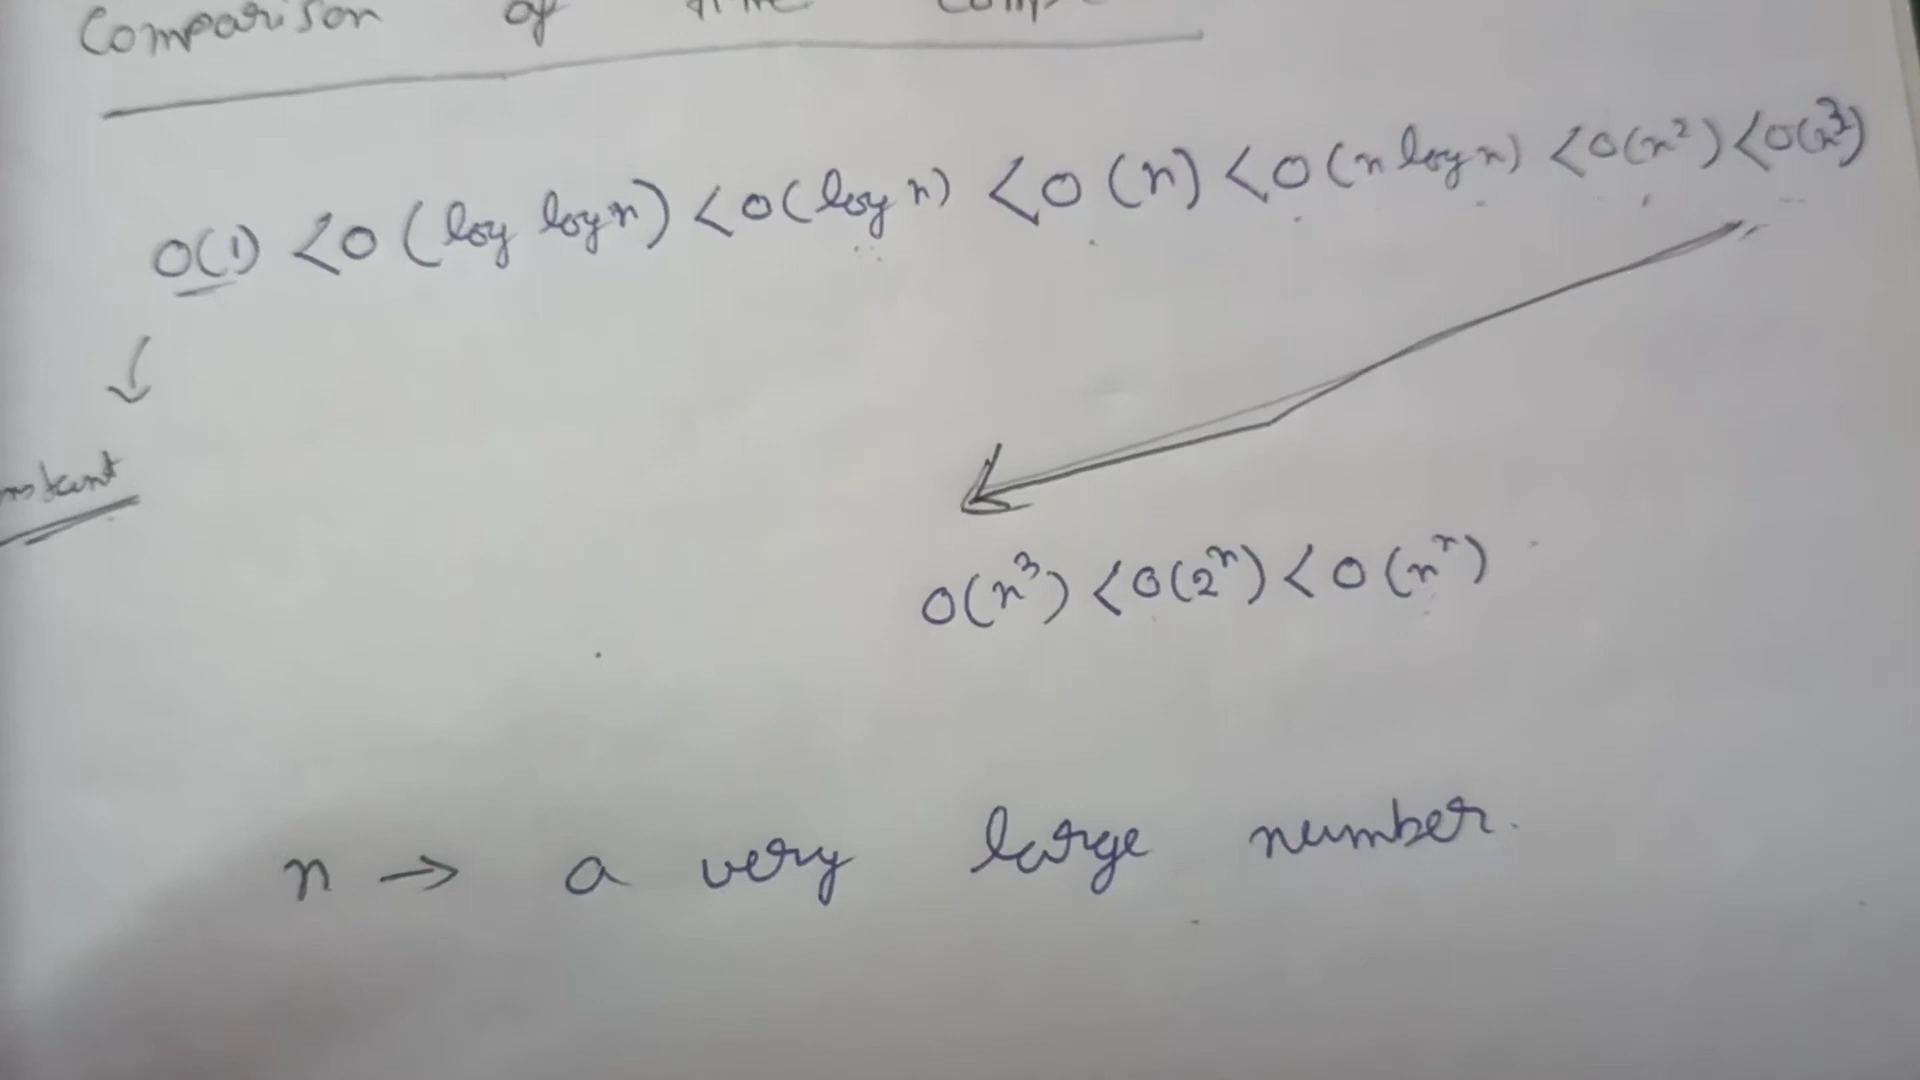 Comparison of
O(1) < O(log log n) < O(log n) < O(n) < O(n log n) < O(n²) < O(n³)
O(n³) < O(2ⁿ) < O(nⁿ)
n → a very large number.